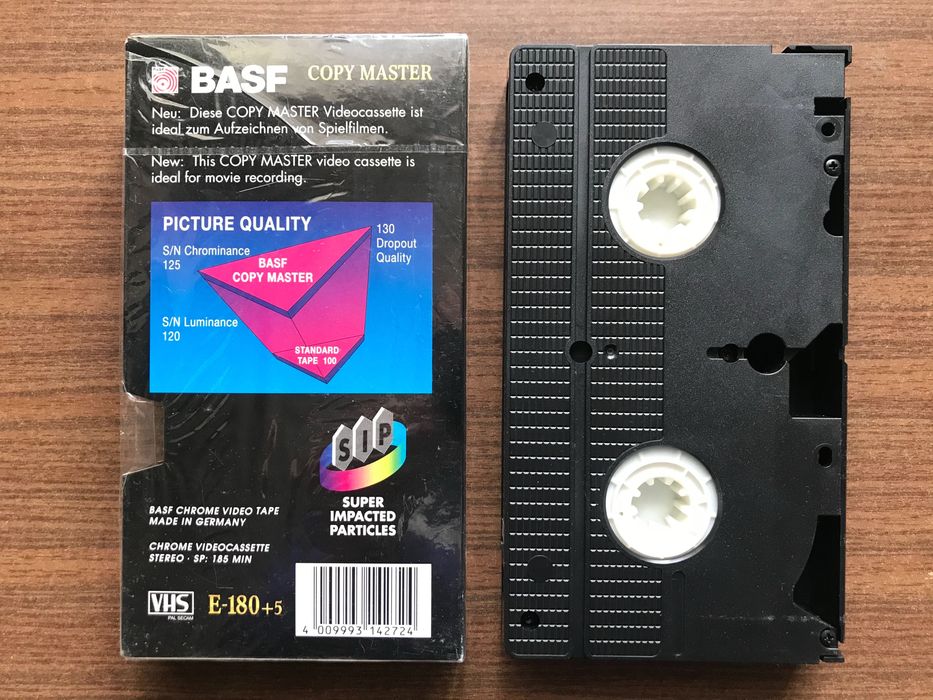 BASF COPY MASTER
Neu: Diese COPY MASTER Videocassette ist
ideal zum Aufzeichnen von Spielfilmen.
New: This COPY MASTER video cassette is
ideal for movie recording.
PICTURE QUALITY
S/N Chrominance
125
BASF
COPY MASTER
130
Dropout
Quality
S/N Luminance
120
STANDARD
TAPE 100
SIP
SUPER
IMPACTED
PARTICLES
BASF CHROME VIDEO TAPE
MADE IN GERMANY
CHROME VIDEOCASSETTE
STEREO · SP: 185 MIN
VHS
PAL SECAM
E-180+5
4 009993 142724